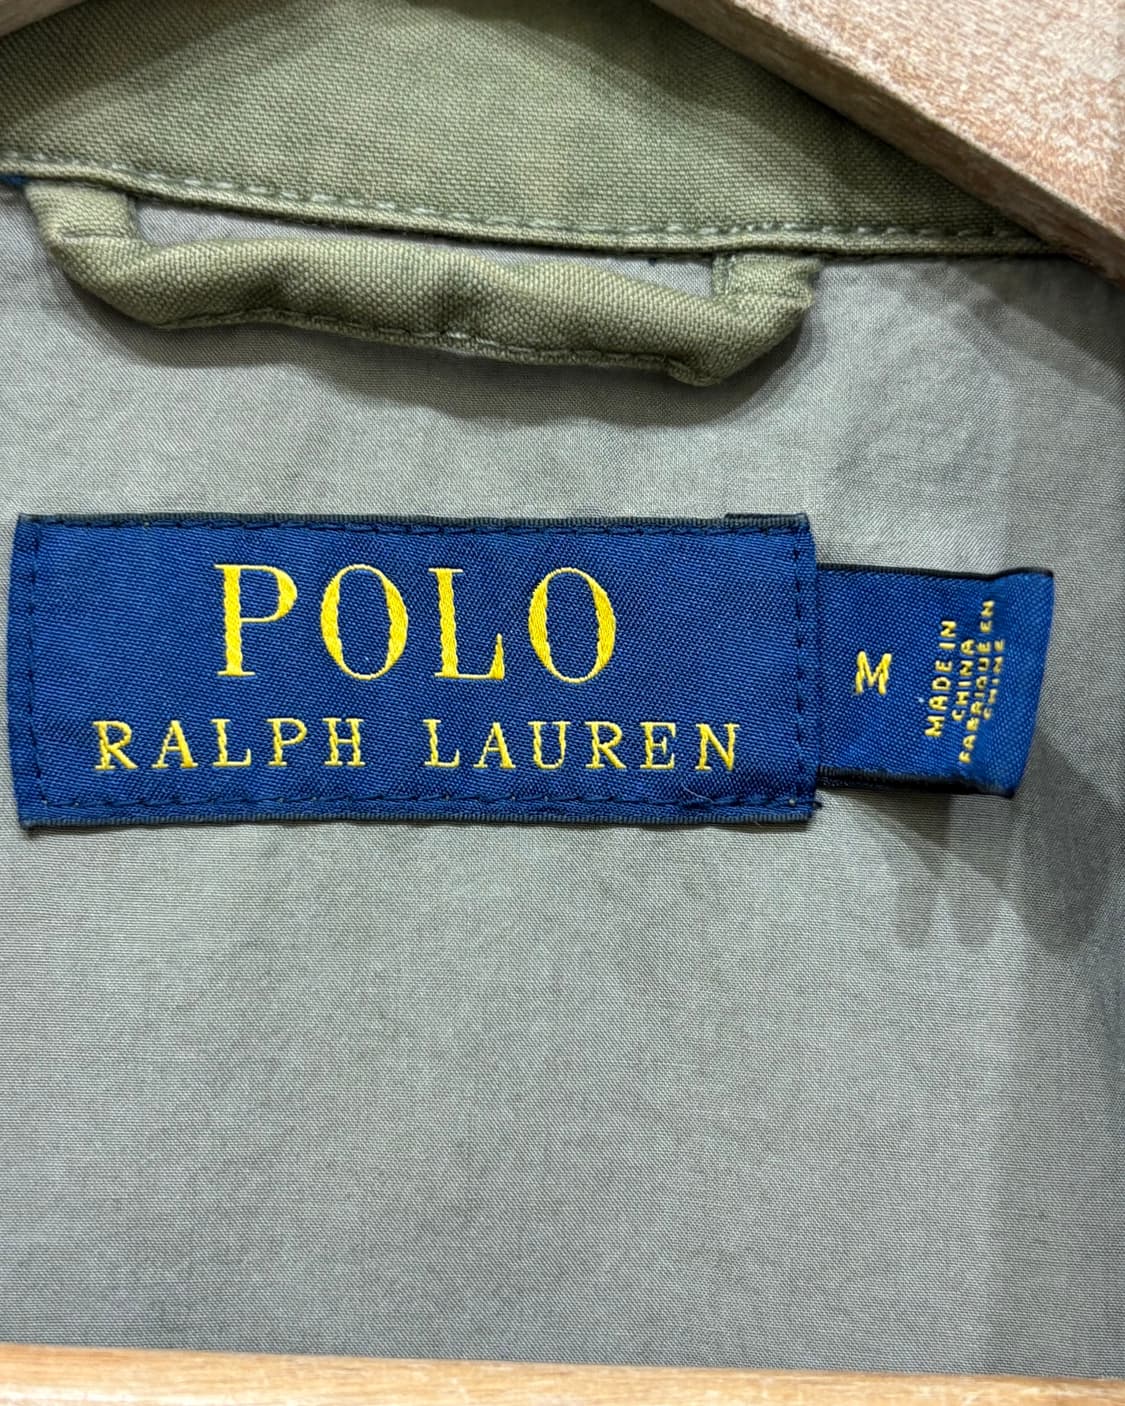 POLO
RALPH LAUREN
M
MADE IN
CHINA
FABRIQUÉ EN
CHINE